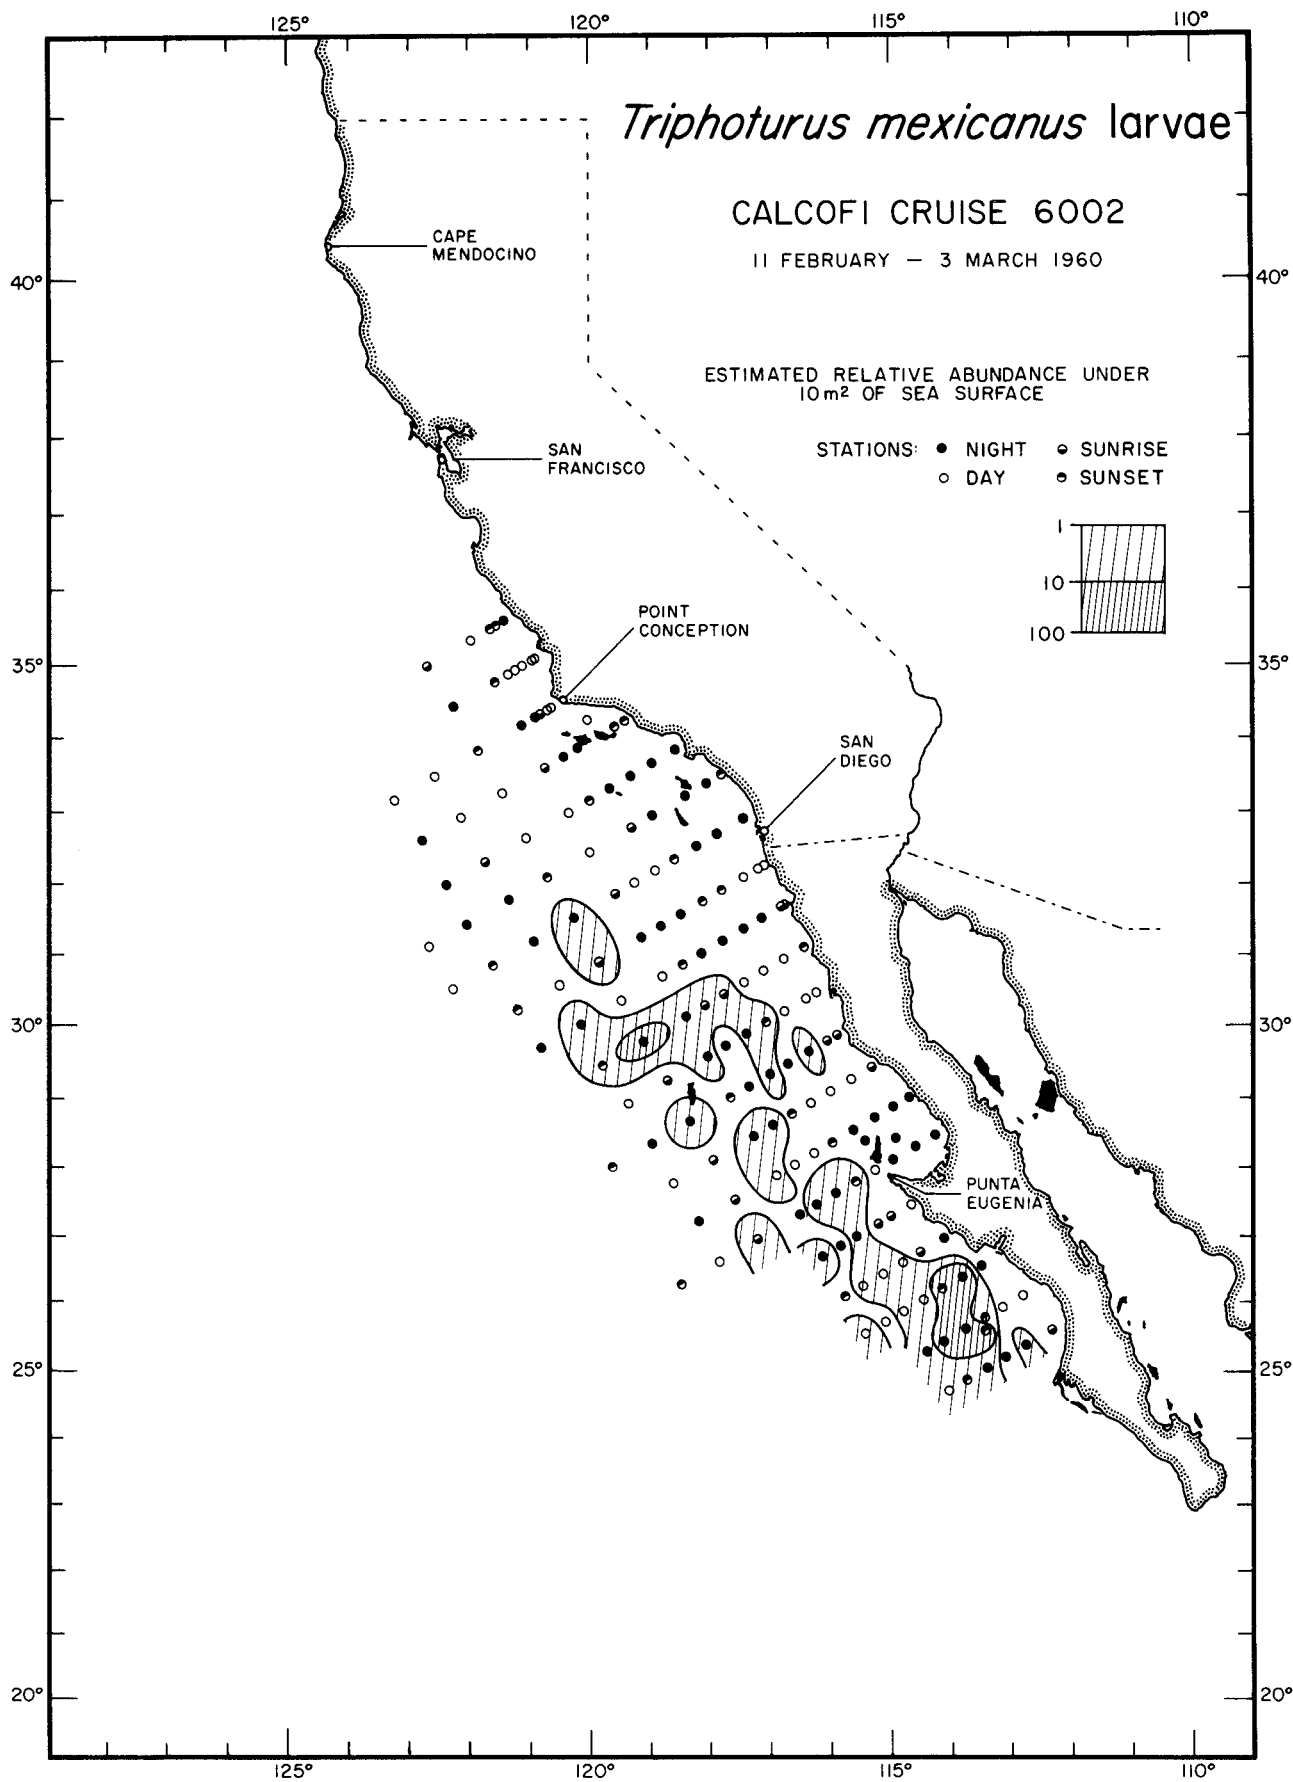 125° 120° 115° 110°
Triphoturus mexicanus larvae
CALCOFI CRUISE 6002
11 FEBRUARY — 3 MARCH 1960
CAPE
MENDOCINO
40° 40°
ESTIMATED RELATIVE ABUNDANCE UNDER
10m² OF SEA SURFACE
STATIONS: ● NIGHT SUNRISE
○ DAY SUNSET
SAN
FRANCISCO
1
10
100
POINT
CONCEPTION
35° 35°
SAN
DIEGO
30° 30°
PUNTA
EUGENIA
25° 25°
20° 20°
125° 120° 115° 110°